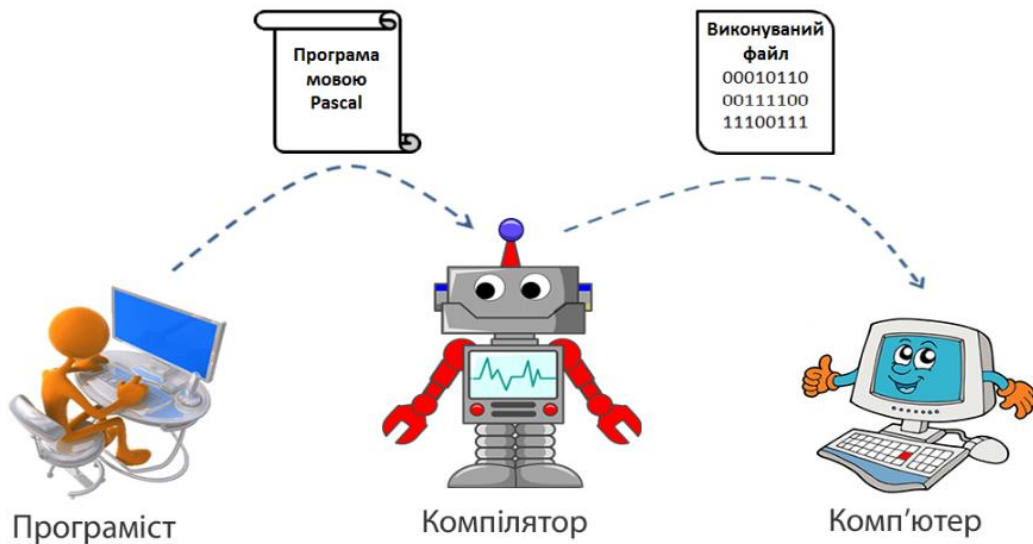 Програма
мовою
Pascal
Виконуваний
файл
00010110
00111100
11100111
Програміст
Компілятор
Комп’ютер